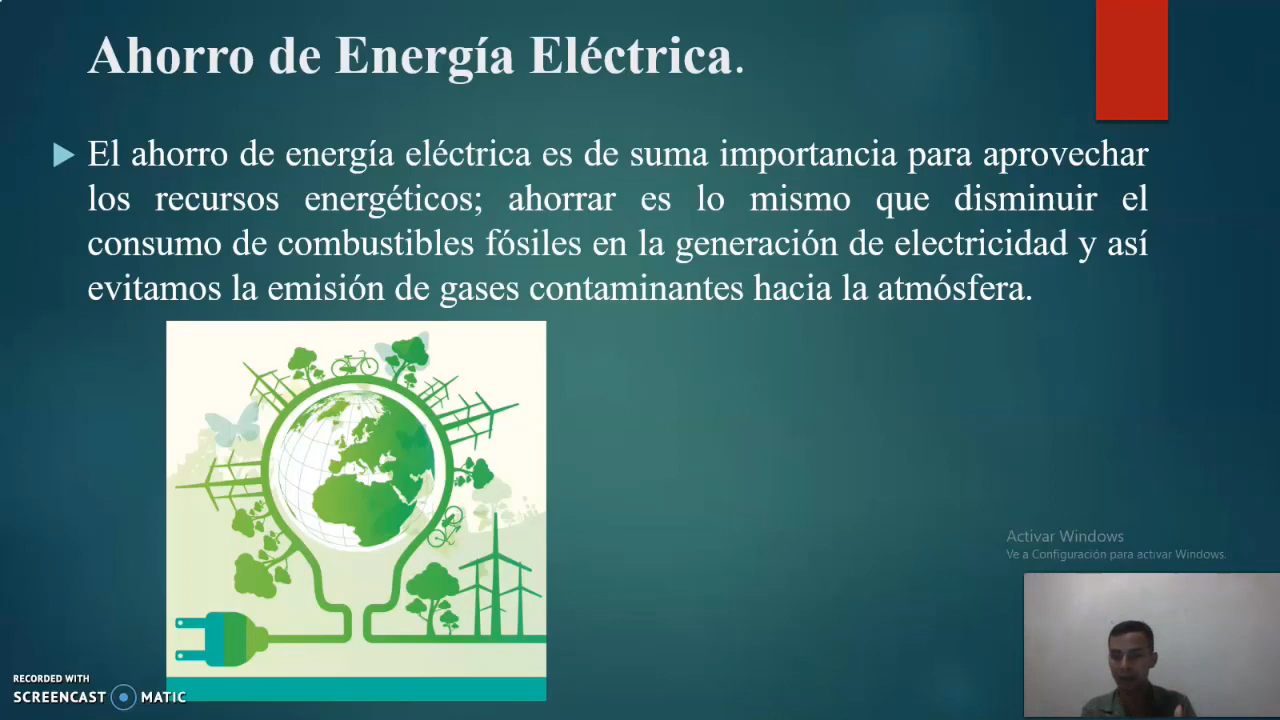 Ahorro de Energía Eléctrica.
El ahorro de energía eléctrica es de suma importancia para aprovechar
los recursos energéticos; ahorrar es lo mismo que disminuir el
consumo de combustibles fósiles en la generación de electricidad y así
evitamos la emisión de gases contaminantes hacia la atmósfera.
Activar Windows
Ve a Configuración para activar Windows.
RECORDED WITH
SCREENCAST MATIC